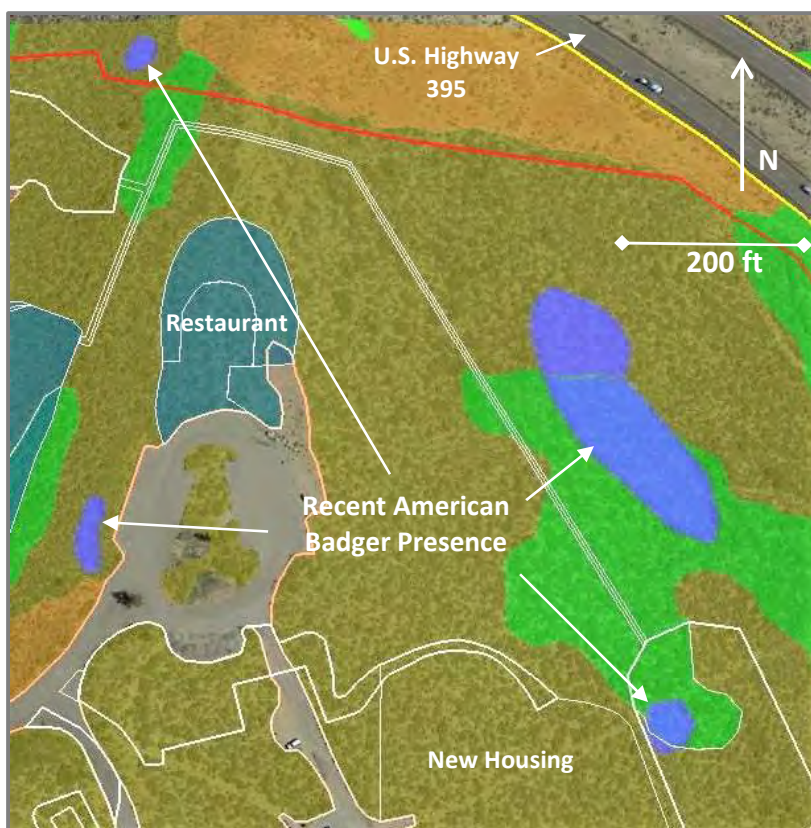 U.S. Highway
395
N
200 ft
Restaurant
Recent American
Badger Presence
New Housing